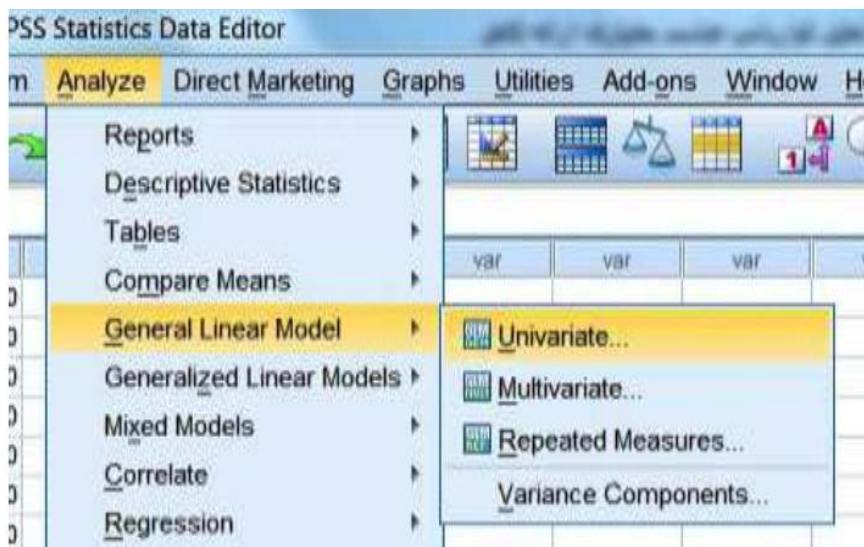 PSS Statistics Data Editor
m Analyze Direct Marketing Graphs Utilities Add-ons Window H
A
1
var var var
Reports
Descriptive Statistics
Tables
Compare Means
General Linear Model
Generalized Linear Models
Mixed Models
Correlate
Regression
Univariate...
Multivariate...
Repeated Measures...
Variance Components...